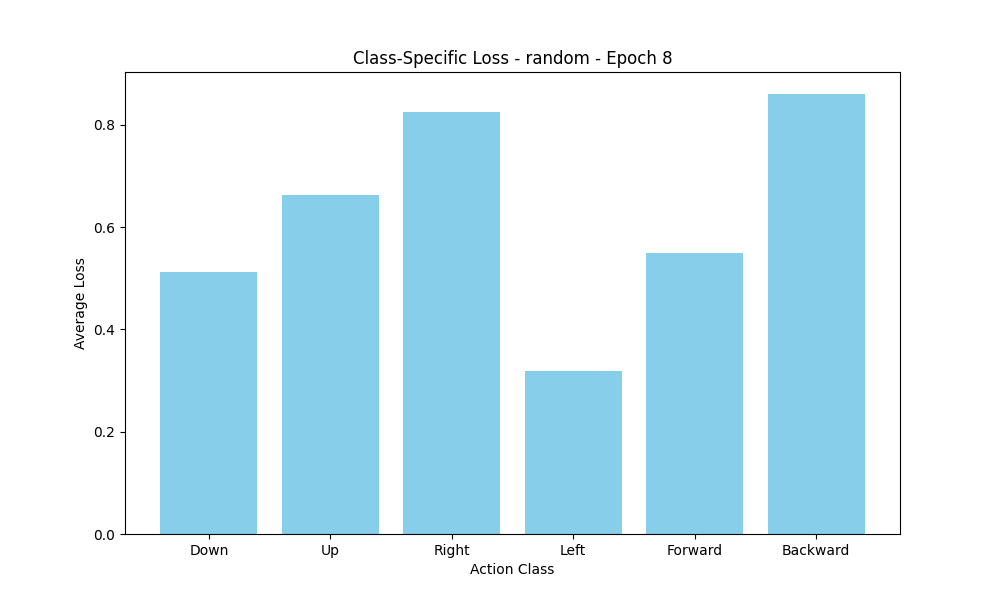 Class-Specific Loss - random - Epoch 8
Average Loss
0.8
0.6
0.4
0.2
0.0
Down Up Right Left Forward Backward
Action Class